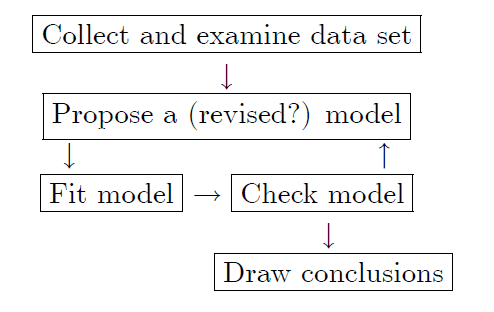 Collect and examine data set
↓
Propose a (revised?) model
↓ ↑
Fit model → Check model
↓
Draw conclusions